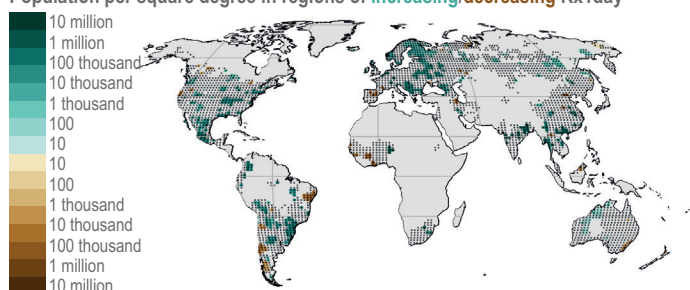 Population per square degree in regions of increasing/decreasing Rx1day
10 million
1 million
100 thousand
10 thousand
1 thousand
100
10
10
100
1 thousand
10 thousand
100 thousand
1 million
10 million